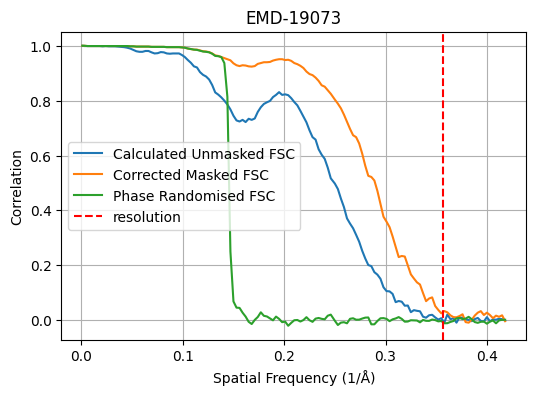 EMD-19073
1.0
0.8
0.6
0.4
0.2
0.0
Correlation
Calculated Unmasked FSC
Corrected Masked FSC
Phase Randomised FSC
resolution
0.0 0.1 0.2 0.3 0.4
Spatial Frequency (1/Å)